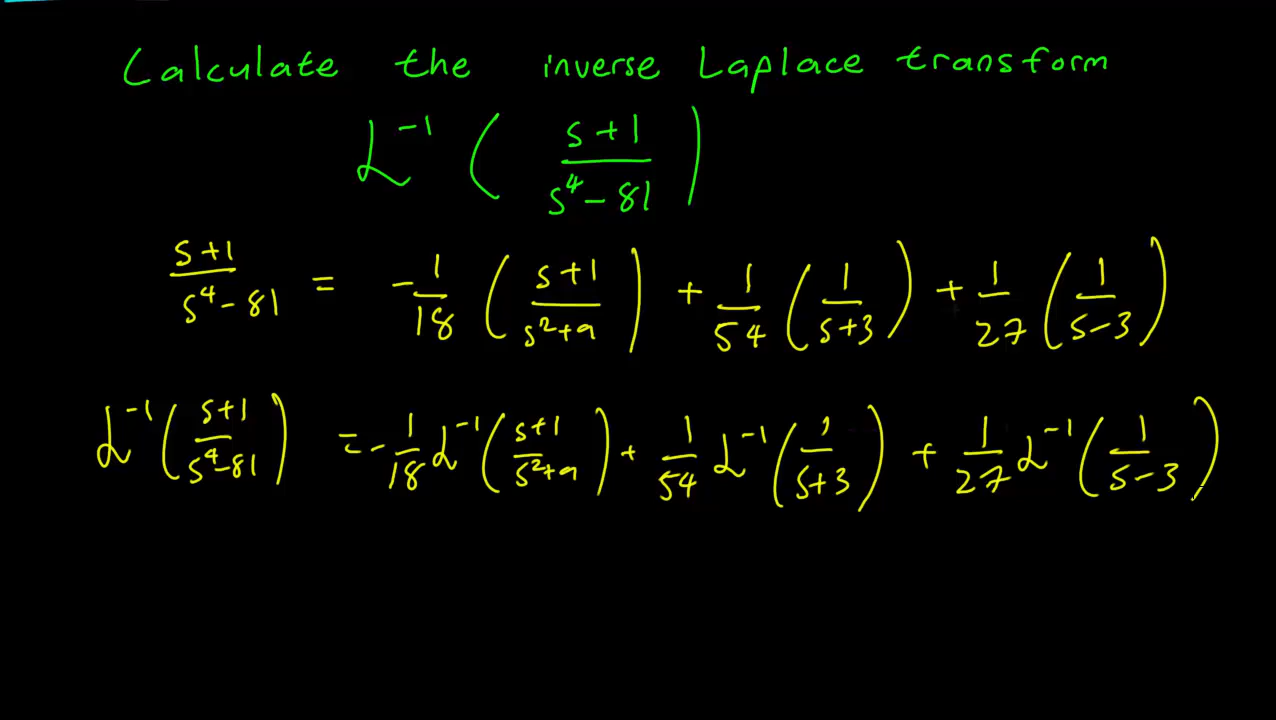 Calculate the inverse Laplace transform
ℒ⁻¹ ( (s+1)/(s⁴-81) )
(s+1)/(s⁴-81) = -1/18 ( (s+1)/(s²+9) ) + 1/54 ( 1/(s+3) ) + 1/27 ( 1/(s-3) )
ℒ⁻¹ ( (s+1)/(s⁴-81) ) = -1/18 ℒ⁻¹ ( (s+1)/(s²+9) ) + 1/54 ℒ⁻¹ ( 1/(s+3) ) + 1/27 ℒ⁻¹ ( 1/(s-3) )